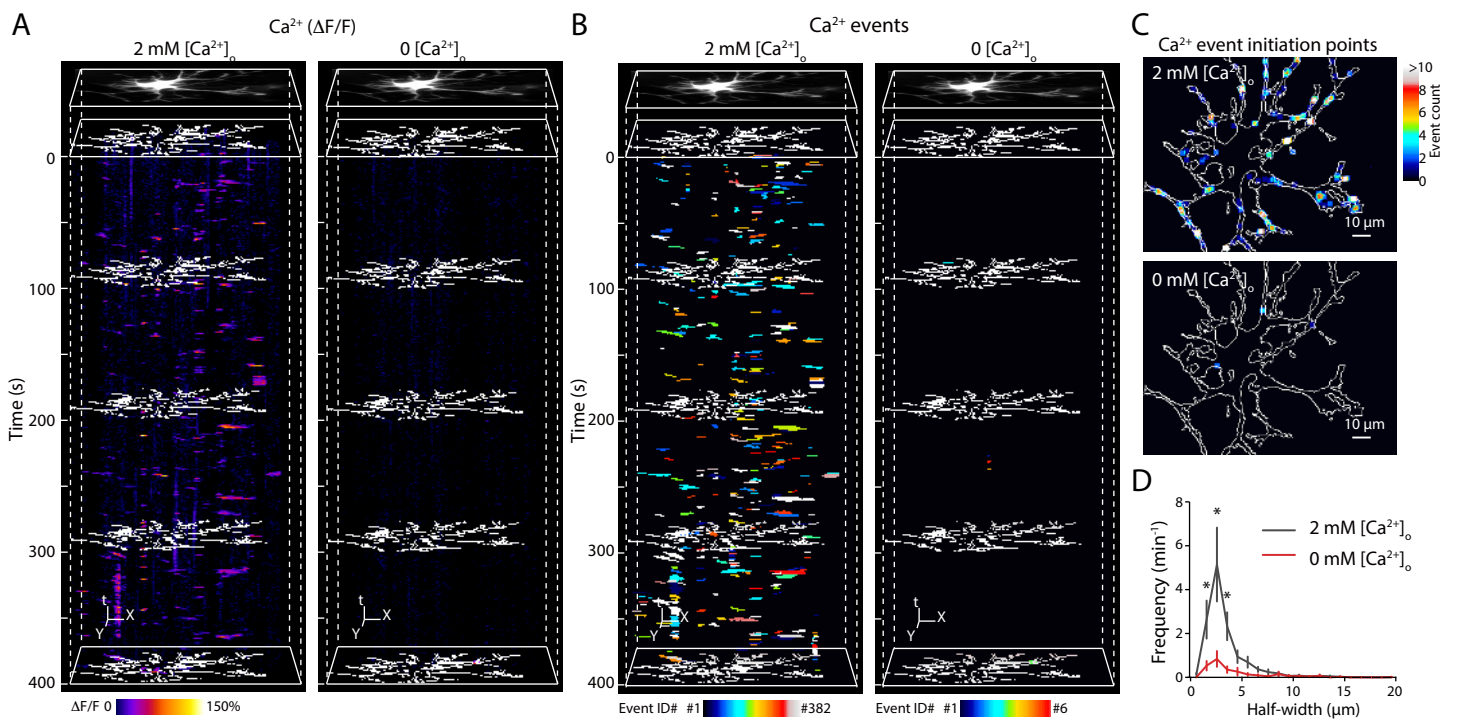 A
Ca²⁺ (ΔF/F)
2 mM [Ca²⁺]ₒ
0 [Ca²⁺]ₒ
0
100
200
300
400
Time (s)
t
X
Y
t
X
Y
ΔF/F 0
150%
B
Ca²⁺ events
2 mM [Ca²⁺]ₒ
0 [Ca²⁺]ₒ
0
100
200
300
400
Time (s)
t
X
Y
t
X
Y
Event ID# #1
#382
Event ID# #1
#6
C
Ca²⁺ event initiation points
2 mM [Ca²⁺]ₒ
10 µm
>10
8
6
4
2
0
Event count
0 mM [Ca²⁺]ₒ
10 µm
D
8
6
4
2
0
Frequency (min⁻¹)
* * *
2 mM [Ca²⁺]ₒ
0 mM [Ca²⁺]ₒ
0 5 10 15 20
Half-width (µm)